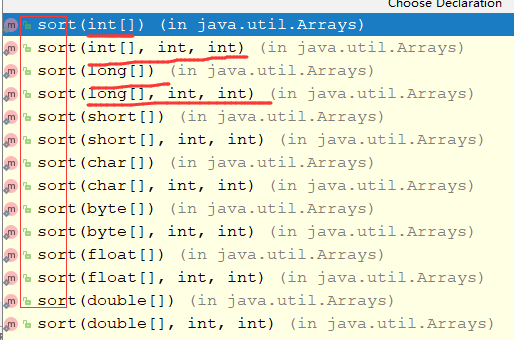 Choose Declaration
m sort(int[]) (in java.util.Arrays)
m sort(int[], int, int) (in java.util.Arrays)
m sort(long[]) (in java.util.Arrays)
m sort(long[], int, int) (in java.util.Arrays)
m sort(short[]) (in java.util.Arrays)
m sort(short[], int, int) (in java.util.Arrays)
m sort(char[]) (in java.util.Arrays)
m sort(char[], int, int) (in java.util.Arrays)
m sort(byte[]) (in java.util.Arrays)
m sort(byte[], int, int) (in java.util.Arrays)
m sort(float[]) (in java.util.Arrays)
m sort(float[], int, int) (in java.util.Arrays)
m sort(double[]) (in java.util.Arrays)
m sort(double[], int, int) (in java.util.Arrays)